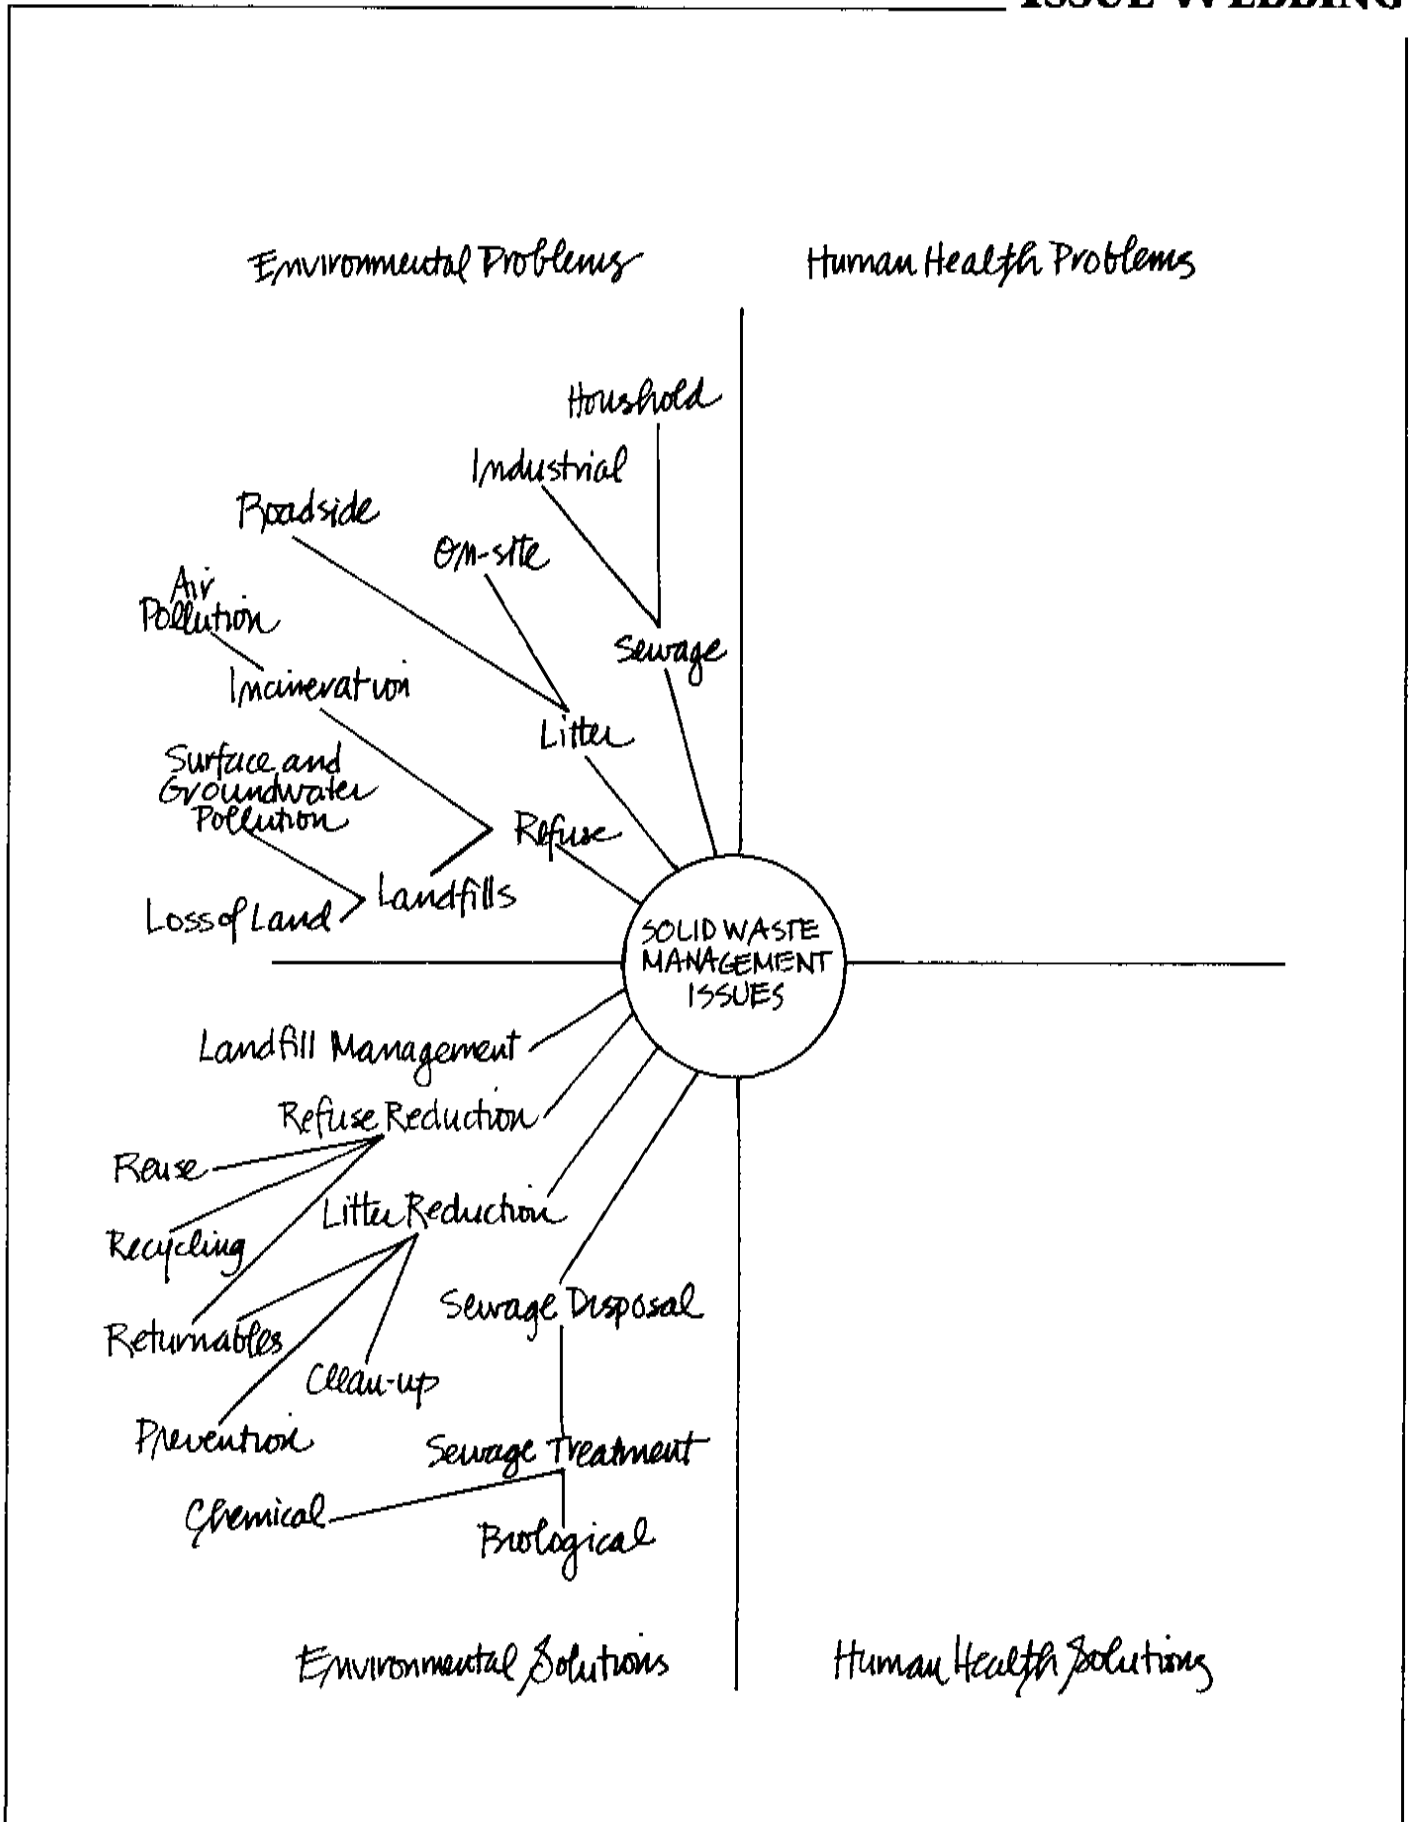 ISSUE WEBBING
Environmental Problems
Human Health Problems
Houshold
Industrial
Roadside
On-site
Air
Pollution
Sewage
Incineration
Litter
Surface and
Groundwater
Pollution
Refuse
Landfills
Loss of Land
SOLID WASTE
MANAGEMENT
ISSUES
Landfill Management
Refuse Reduction
Reuse
Litter Reduction
Recycling
Sewage Disposal
Returnables
Clean-up
Prevention
Sewage Treatment
Chemical
Biological
Environmental Solutions
Human Health Solutions